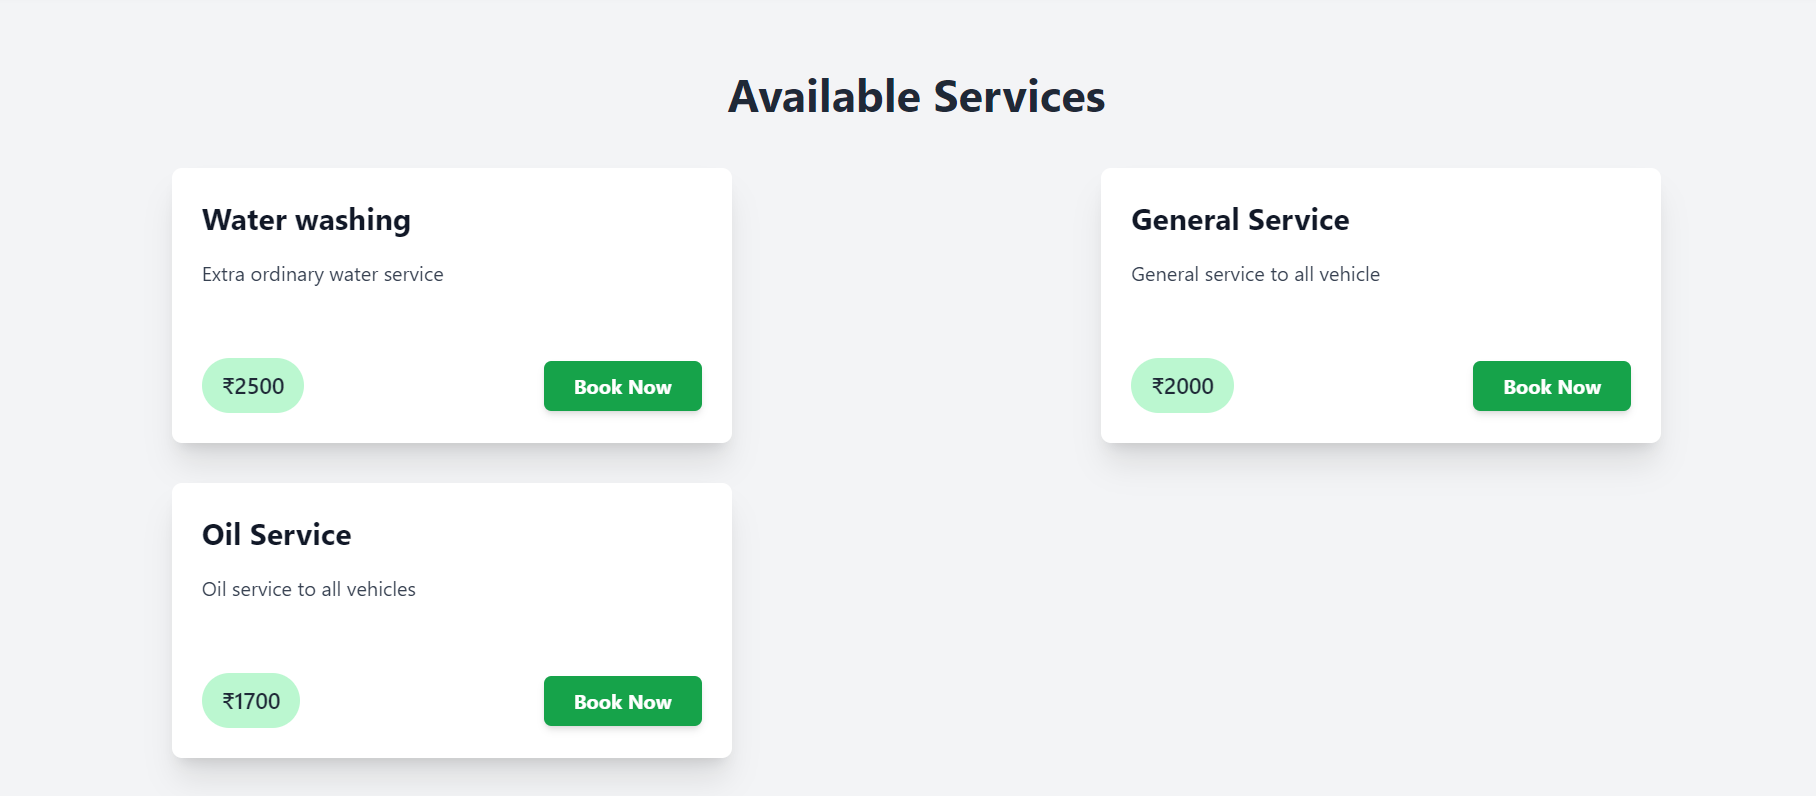 Available Services
Water washing
Extra ordinary water service
₹2500
Book Now
General Service
General service to all vehicle
₹2000
Book Now
Oil Service
Oil service to all vehicles
₹1700
Book Now